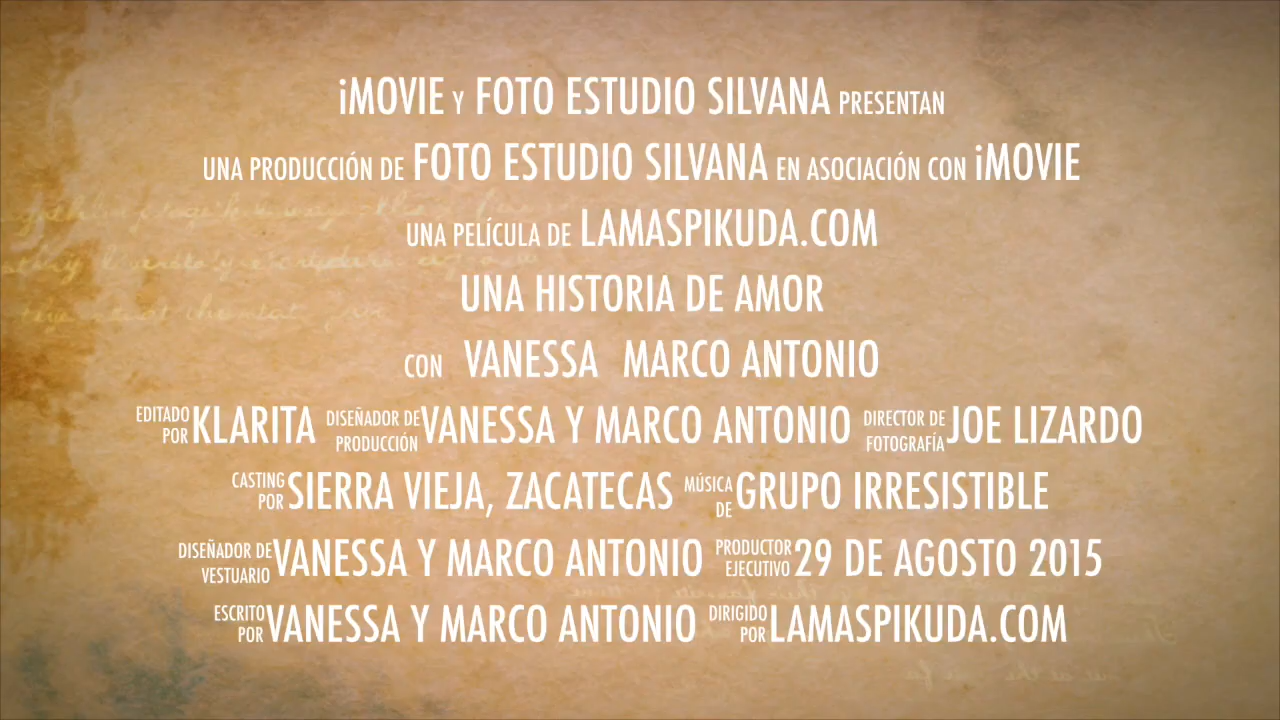 iMOVIE Y FOTO ESTUDIO SILVANA PRESENTAN
UNA PRODUCCIÓN DE FOTO ESTUDIO SILVANA EN ASOCIACIÓN CON iMOVIE
UNA PELÍCULA DE LAMASPIKUDA.COM
UNA HISTORIA DE AMOR
CON VANESSA MARCO ANTONIO
EDITADO POR KLARITA DISEÑADOR DE PRODUCCIÓN VANESSA Y MARCO ANTONIO DIRECTOR DE FOTOGRAFÍA JOE LIZARDO
CASTING POR SIERRA VIEJA, ZACATECAS MÚSICA DE GRUPO IRRESISTIBLE
DISEÑADOR DE VESTUARIO VANESSA Y MARCO ANTONIO PRODUCTOR EJECUTIVO 29 DE AGOSTO 2015
ESCRITO POR VANESSA Y MARCO ANTONIO DIRIGIDO POR LAMASPIKUDA.COM